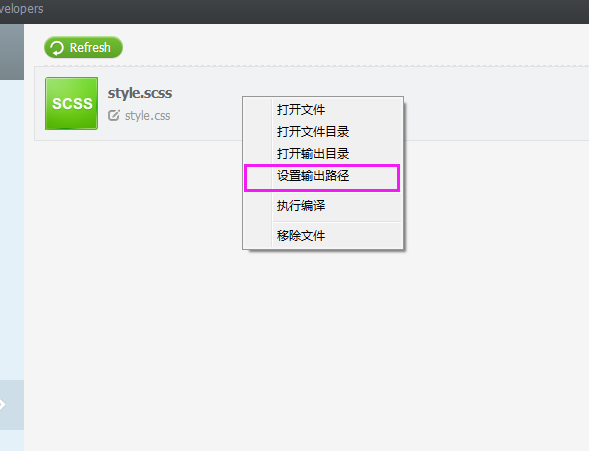 velopers
Refresh
SCSS
style.scss
style.css
打开文件
打开文件目录
打开输出目录
设置输出路径
执行编译
移除文件